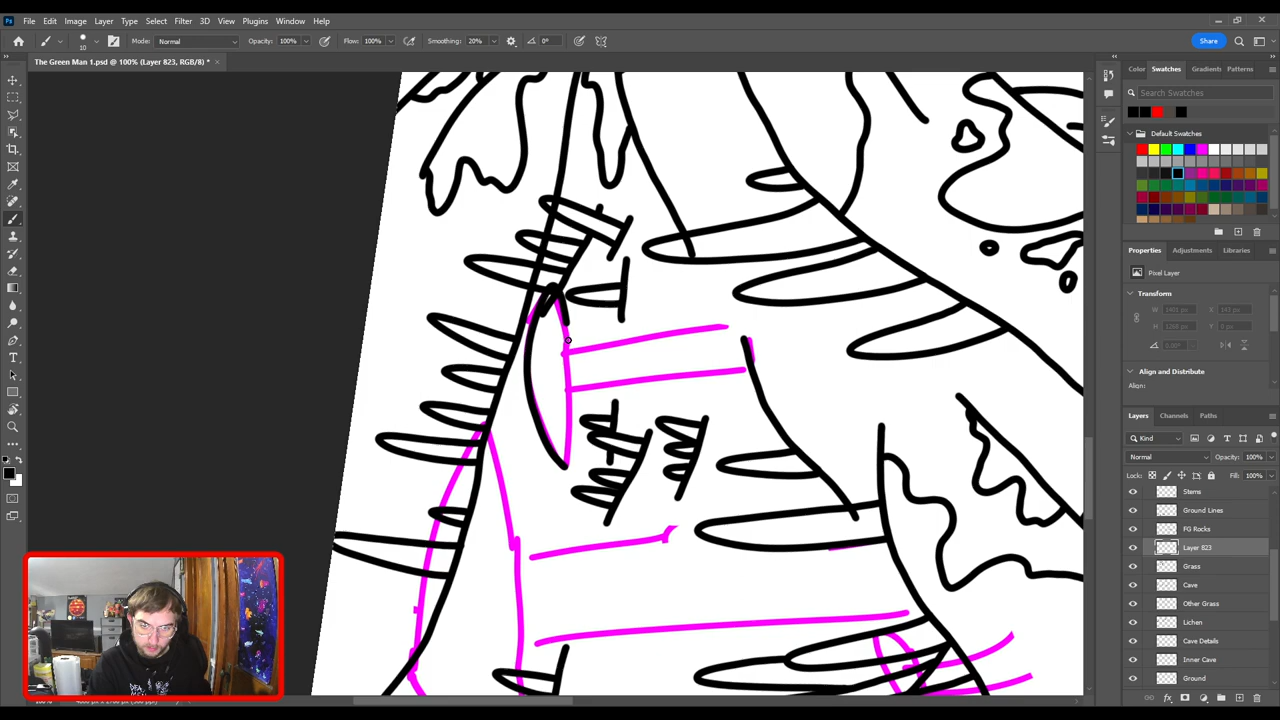 Ps File Edit Image Layer Type Select Filter 3D View Plugins Window Help
10 Mode: Normal Opacity: 100% Flow: 100% Smoothing: 20% 0° Share
The Green Man 1.psd @ 100% (Layer 823, RGB/8) * ×
Color Swatches Gradients Patterns
Search Swatches
Default Swatches
Properties Adjustments Libraries
Pixel Layer
Transform
Align and Distribute
Align:
Layers Channels Paths
Kind
Normal Opacity: 100%
Lock: Fill: 100%
Stems
Ground Lines
FG Rocks
Layer 823
Grass
Cave
Other Grass
Lichen
Cave Details
Inner Cave
Ground